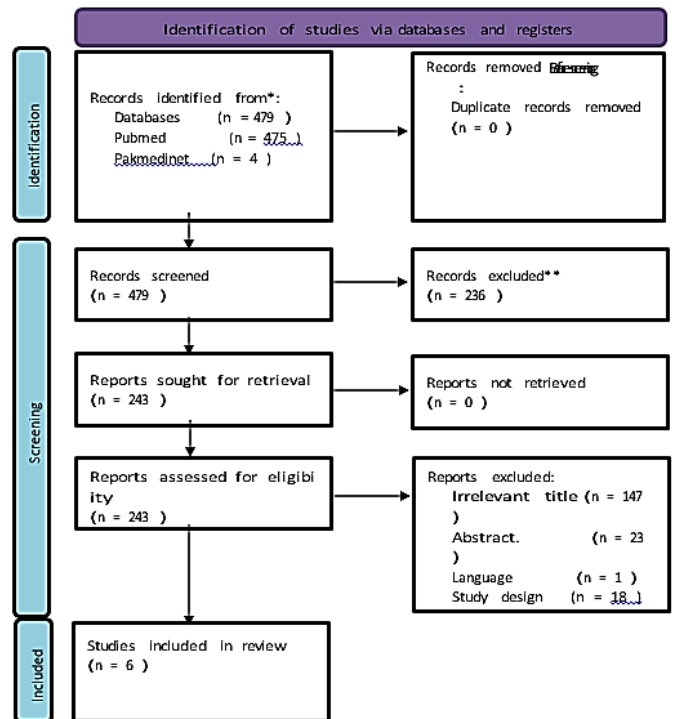 Identification of studies via databases and registers
Identification
Records identified from*:
Databases (n = 479 )
Pubmed (n = 475 )
Pakmedinet (n = 4 )
Records removed
:
Duplicate records removed
(n = 0 )
Screening
Records screened
(n = 479 )
Records excluded**
(n = 236 )
Reports sought for retrieval
(n = 243 )
Reports not retrieved
(n = 0 )
Reports assessed for eligibi
ity
(n = 243 )
Reports excluded:
Irrelevant title (n = 147
)
Abstract. (n = 23
)
Language (n = 1 )
Study design (n = 18 )
Included
Studies included in review
(n = 6 )